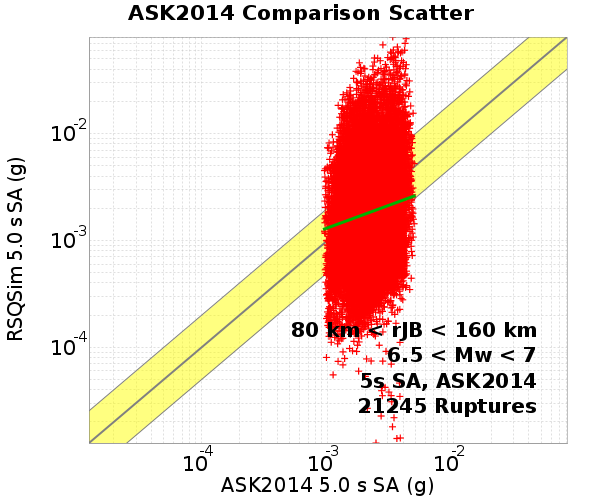 ASK2014 Comparison Scatter
RSQSim 5.0 s SA (g)
10-2
10-3
10-4
80 km < rJB < 160 km
6.5 < Mw < 7
5s SA, ASK2014
21245 Ruptures
10-4 10-3 10-2
ASK2014 5.0 s SA (g)